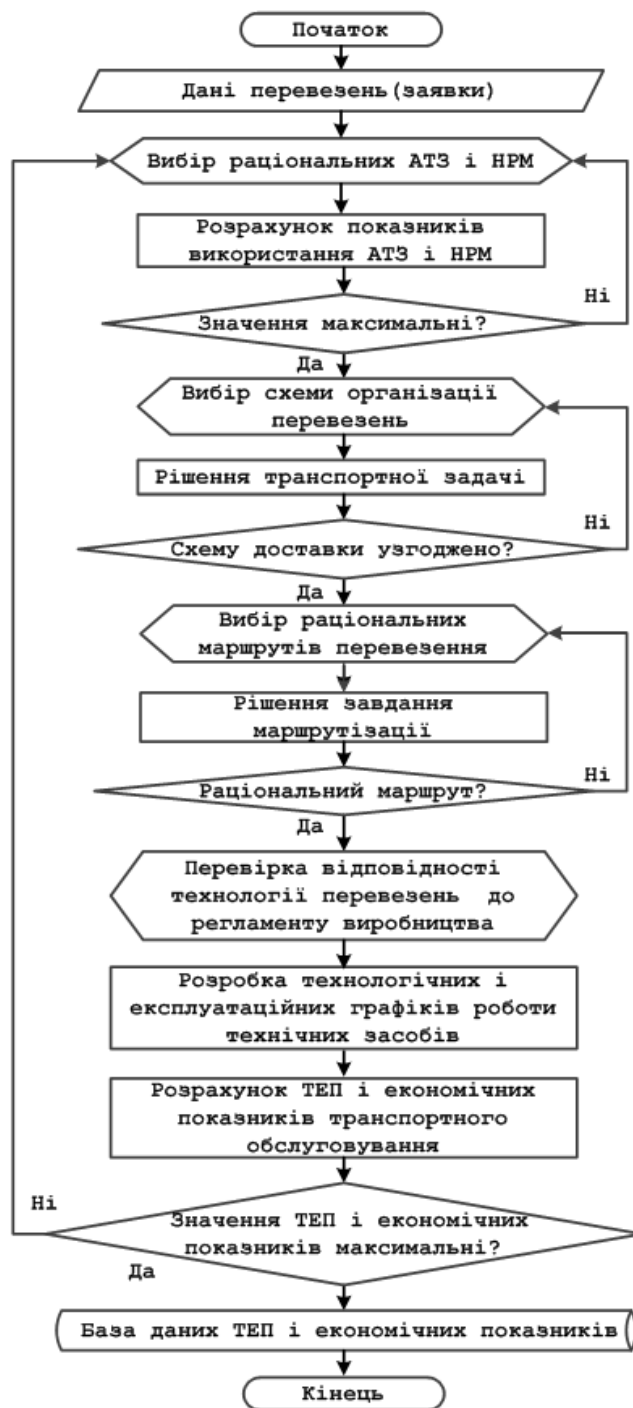 Початок
Дані перевезень(заявки)
Вибір раціональних АТЗ і НРМ
Розрахунок показників
використання АТЗ і НРМ
Ні
Значення максимальні?
Да
Вибір схеми організації
перевезень
Рішення транспортної задачі
Ні
Схему доставки узгоджено?
Да
Вибір раціональних
маршрутів перевезення
Рішення завдання
маршрутізації
Ні
Раціональний маршрут?
Да
Перевірка відповідності
технології перевезень до
регламенту виробництва
Розробка технологічних і
експлуатаційних графіків роботи
технічних засобів
Розрахунок ТЕП і економічних
показників транспортного
обслуговування
Ні
Значення ТЕП і економічних
показників максимальні?
Да
База даних ТЕП і економічних показників
Кінець